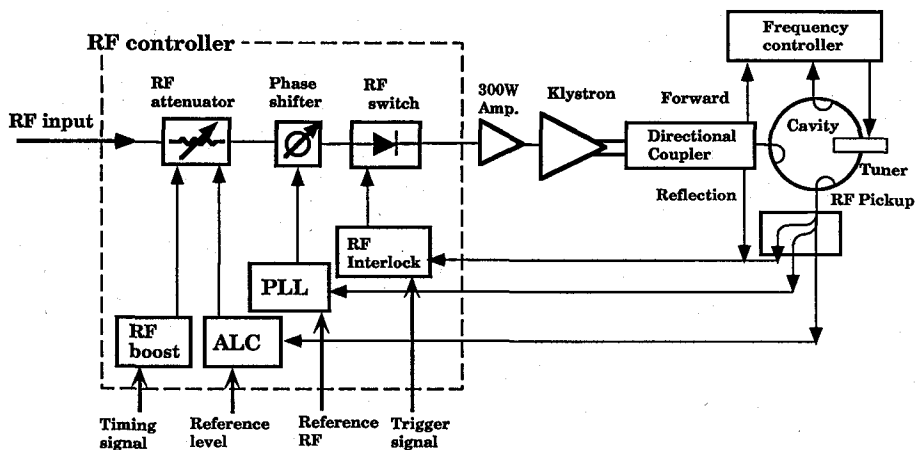 Frequency
controller
RF controller
RF
attenuator
Phase
shifter
RF
switch
300W
Amp.
Klystron
Forward
RF input
Directional
Coupler
Cavity
Tuner
Reflection
RF Pickup
RF
Interlock
PLL
RF
boost
ALC
Timing
signal
Reference
level
Reference
RF
Trigger
signal